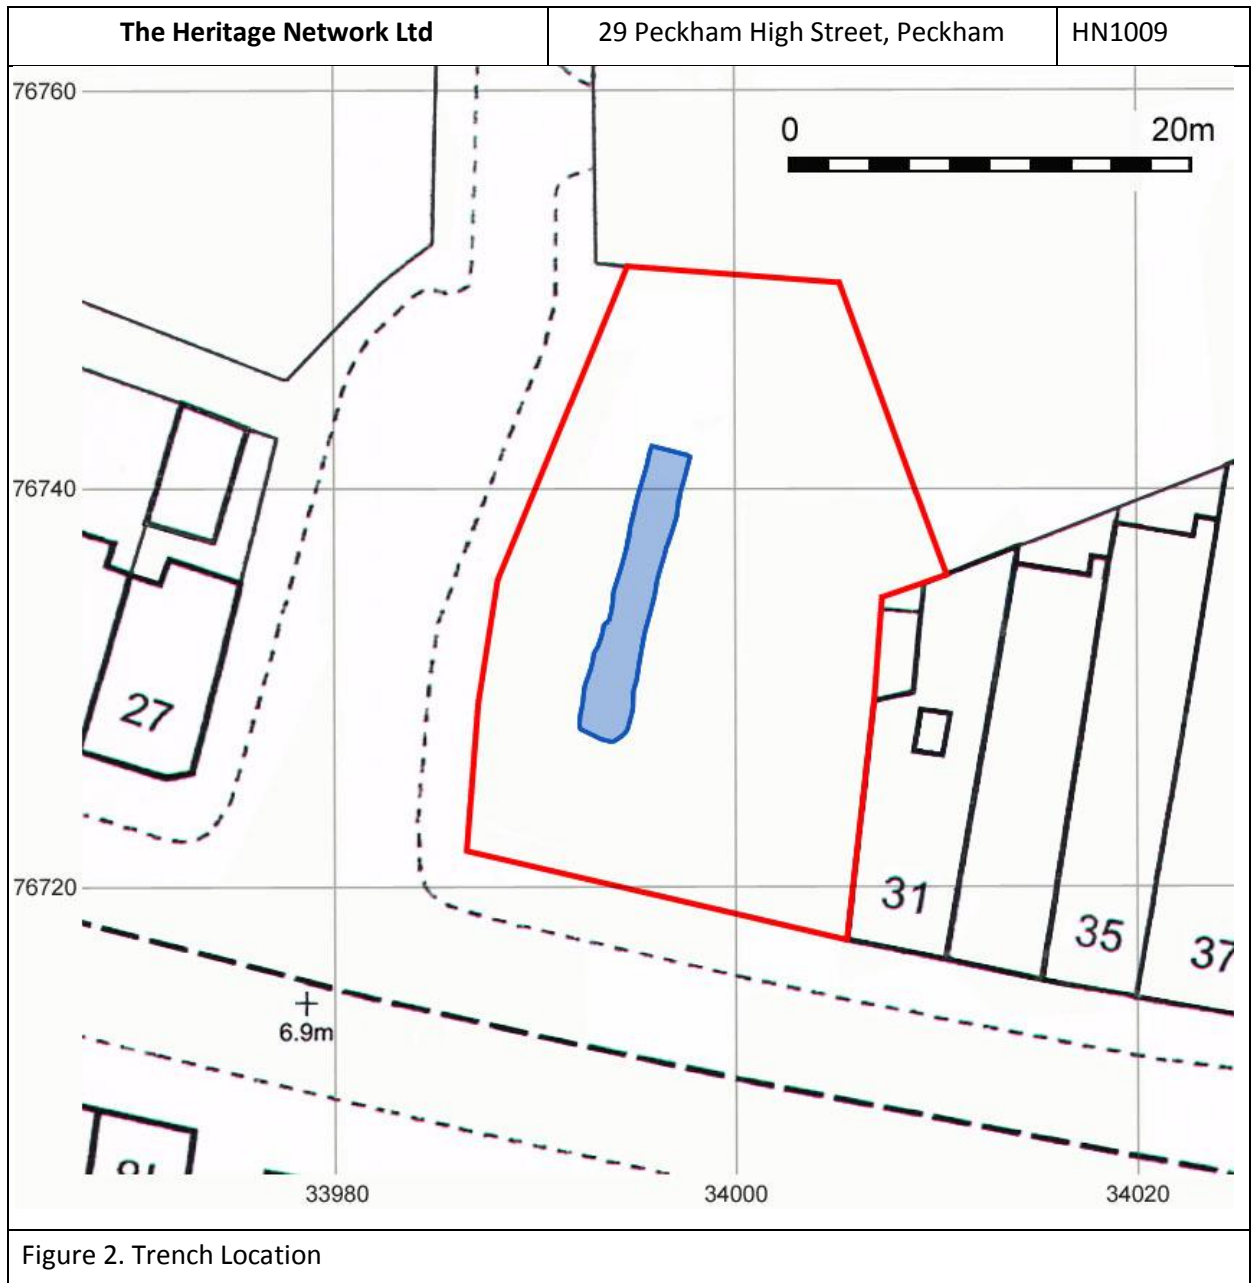 The Heritage Network Ltd
29 Peckham High Street, Peckham
HN1009
76760
0 20m
76740
27
76720
31
35
37
6.9m
33980
34000
34020
Figure 2. Trench Location